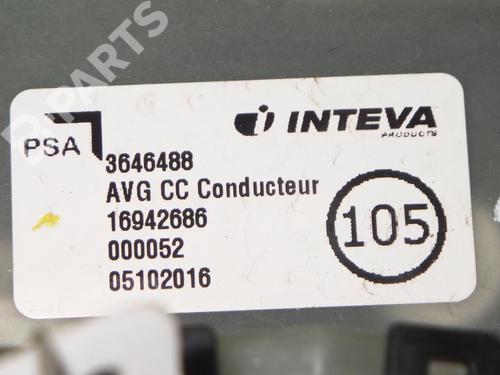 B-PARTS
PSA
INTEVA
PRODUCTS
3646488
AVG CC Conducteur
16942686
000052
05102016
105